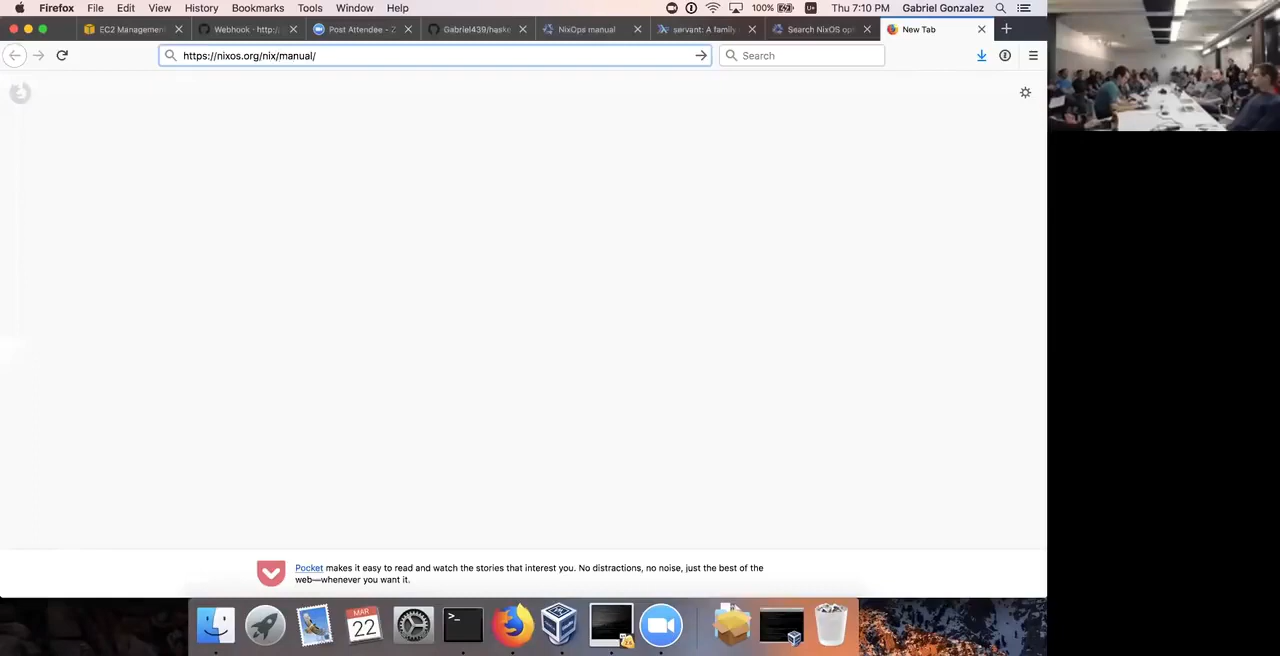 Firefox File Edit View History Bookmarks Tools Window Help 100% Thu 7:10 PM Gabriel Gonzalez
EC2 Management Webhook · http:/ Post Attendee - Z Gabriel439/haske NixOps manual servant: A family Search NixOS opt New Tab
https://nixos.org/nix/manual/ Search
Pocket makes it easy to read and watch the stories that interest you. No distractions, no noise, just the best of the
web—whenever you want it.
MAR
22